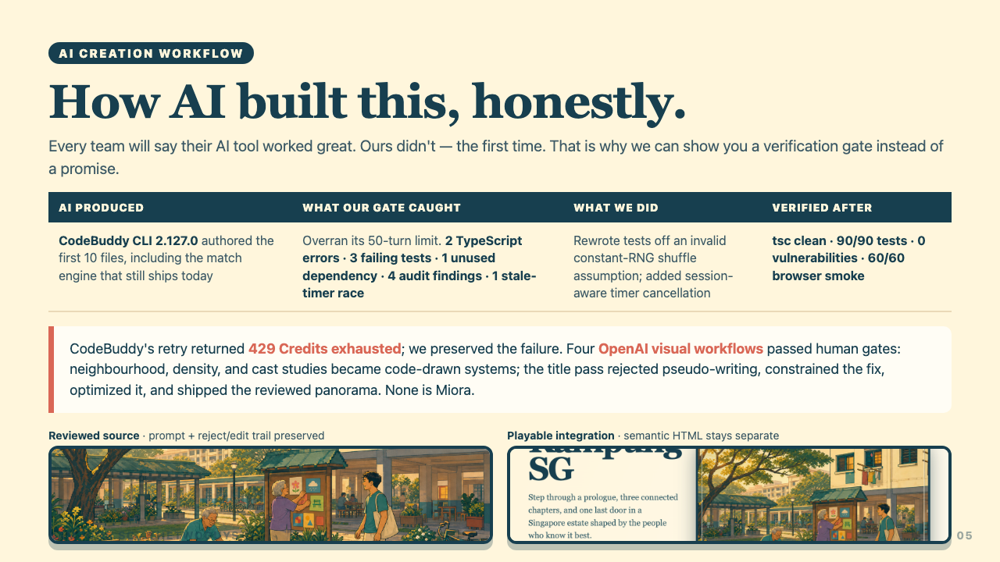 AI CREATION WORKFLOW
How AI built this, honestly.
Every team will say their AI tool worked great. Ours didn't — the first time. That is why we can show you a verification gate instead of
a promise.
AI PRODUCED
WHAT OUR GATE CAUGHT
WHAT WE DID
VERIFIED AFTER
CodeBuddy CLI 2.127.0 authored the
first 10 files, including the match
engine that still ships today
Overran its 50-turn limit. 2 TypeScript
errors · 3 failing tests · 1 unused
dependency · 4 audit findings · 1 stale-
timer race
Rewrote tests off an invalid
constant-RNG shuffle
assumption; added session-
aware timer cancellation
tsc clean · 90/90 tests · 0
vulnerabilities · 60/60
browser smoke
CodeBuddy's retry returned 429 Credits exhausted; we preserved the failure. Four OpenAI visual workflows passed human gates:
neighbourhood, density, and cast studies became code-drawn systems; the title pass rejected pseudo-writing, constrained the fix,
optimized it, and shipped the reviewed panorama. None is Miora.
Reviewed source · prompt + reject/edit trail preserved
Playable integration · semantic HTML stays separate
Kampung
SG
Step through a prologue, three connected
chapters, and one last door in a
Singapore estate shaped by the people
who know it best.
05